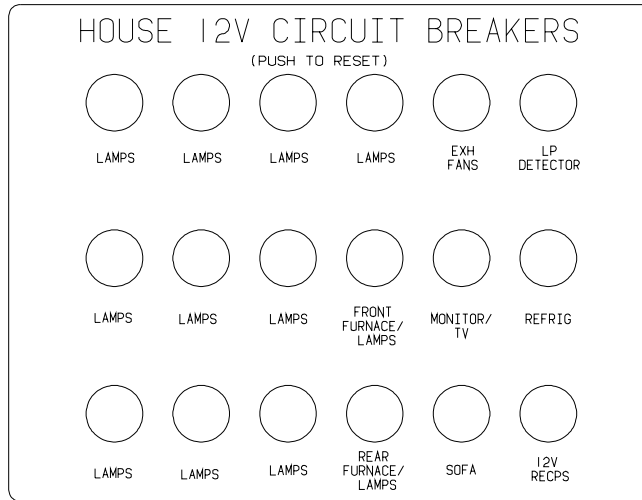 HOUSE 12V CIRCUIT BREAKERS
(PUSH TO RESET)
LAMPS LAMPS LAMPS LAMPS EXH FANS LP DETECTOR
LAMPS LAMPS LAMPS FRONT FURNACE/ LAMPS MONITOR/ TV REFRIG
LAMPS LAMPS LAMPS REAR FURNACE/ LAMPS SOFA 12V RECPS